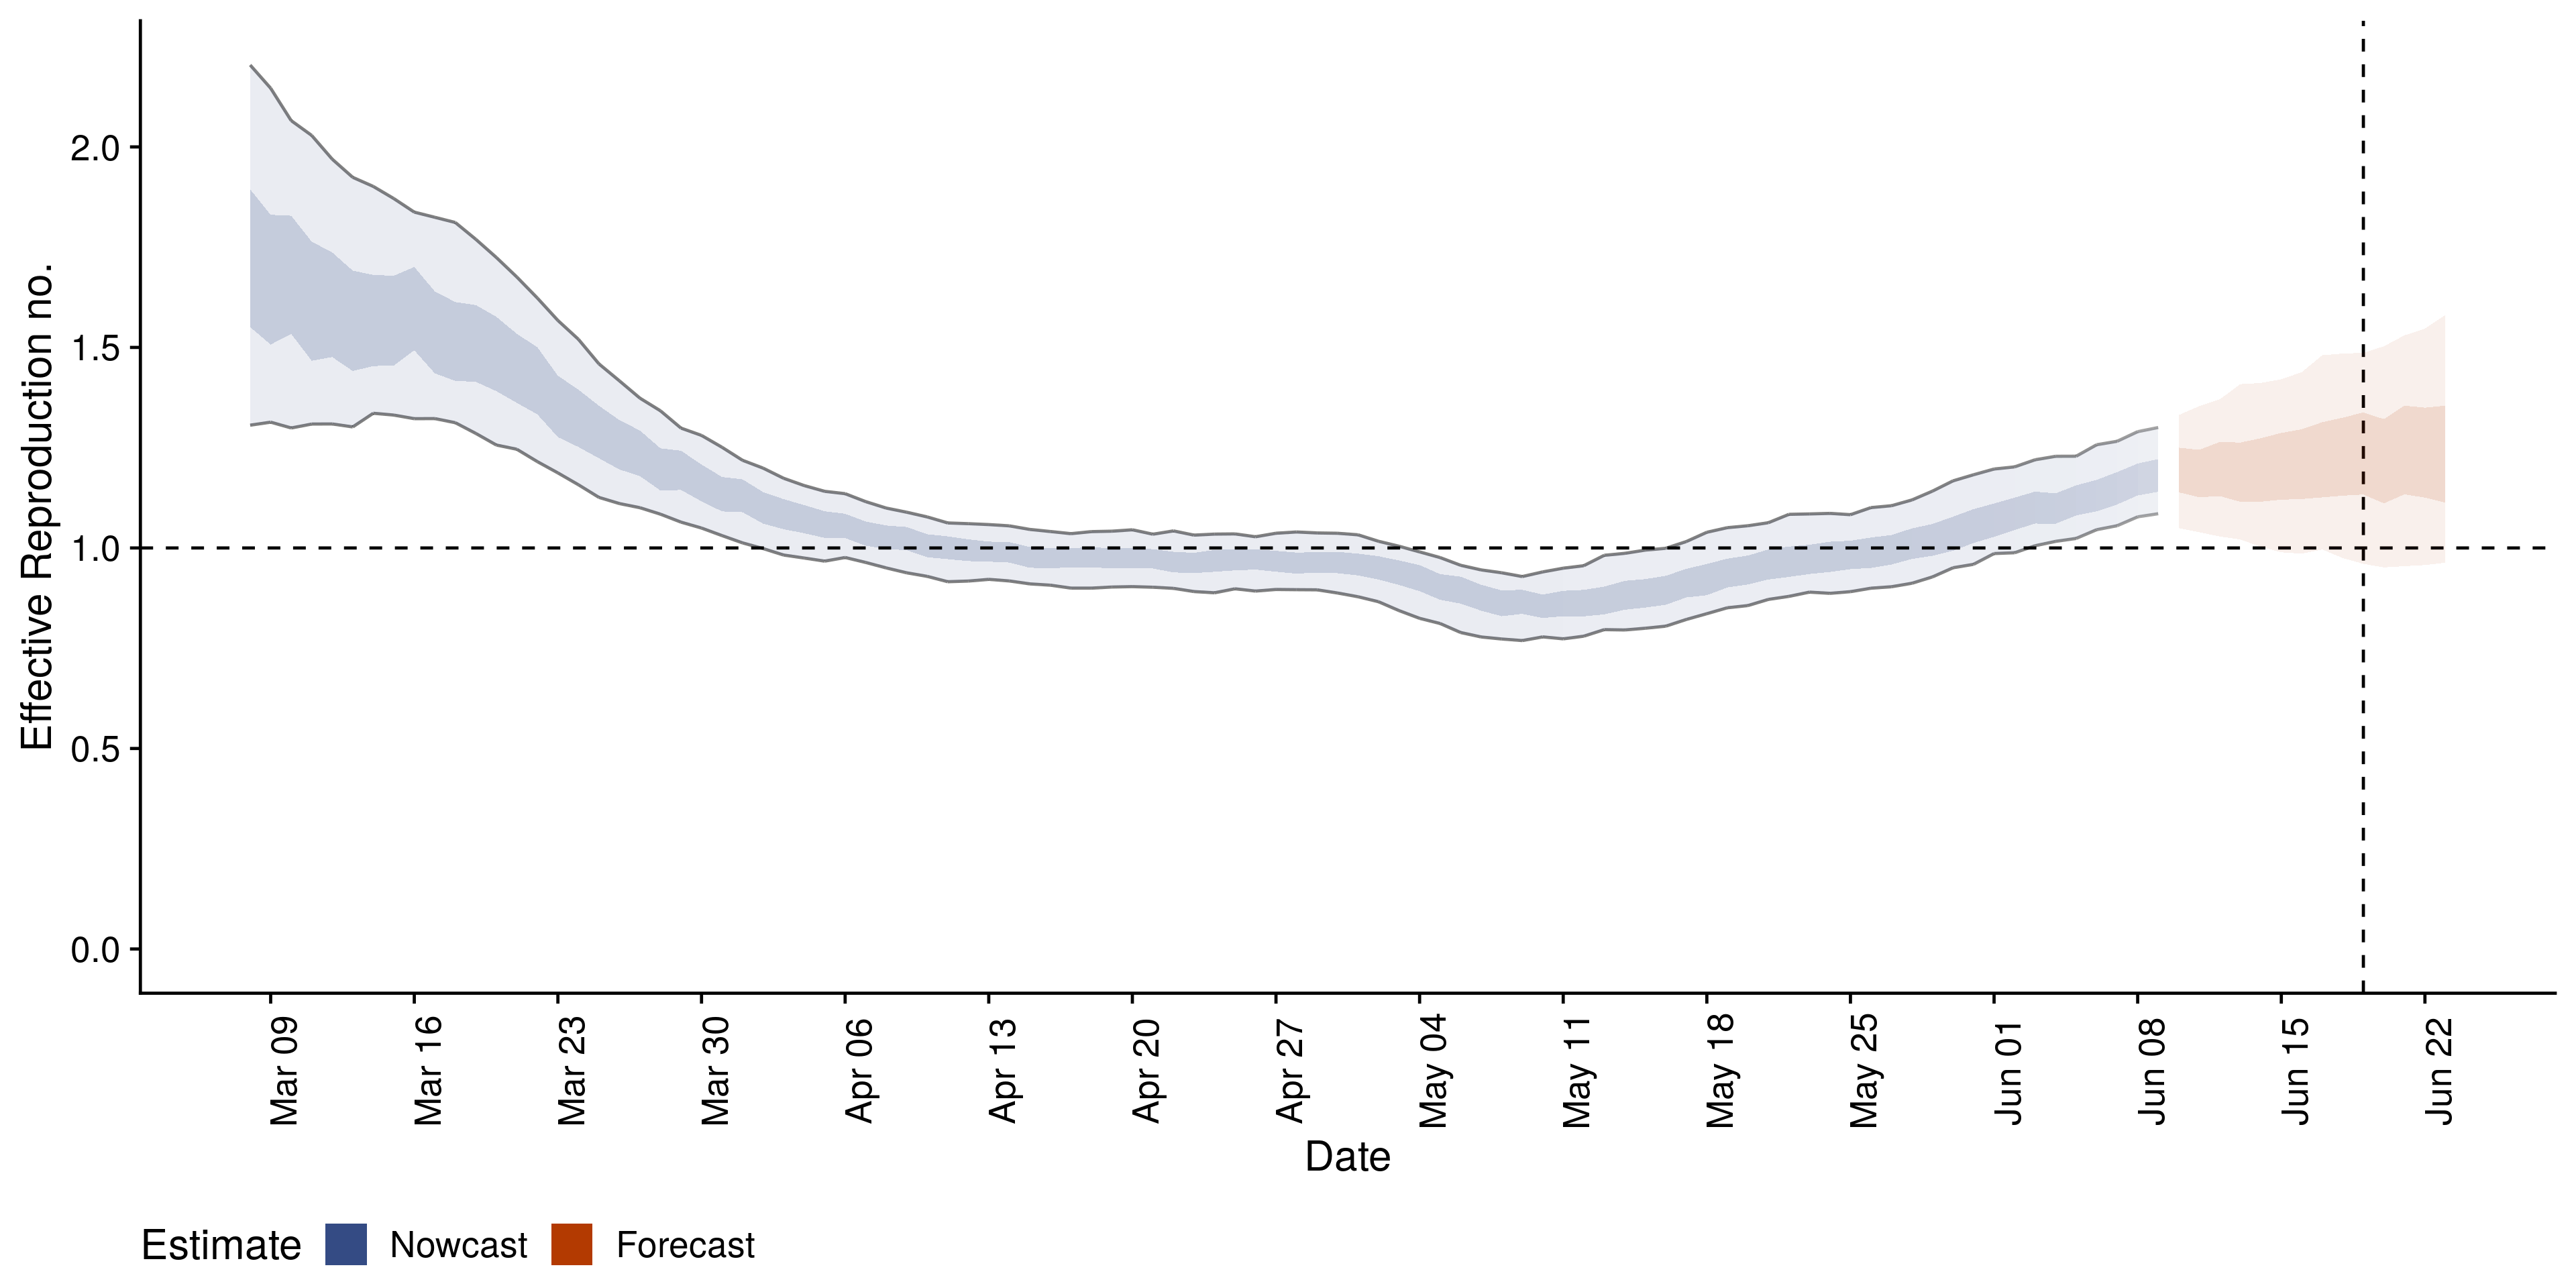 Effective Reproduction no.
2.0
1.5
1.0
0.5
0.0
Mar 09
Mar 16
Mar 23
Mar 30
Apr 06
Apr 13
Apr 20
Apr 27
May 04
May 11
May 18
May 25
Jun 01
Jun 08
Jun 15
Jun 22
Date
Estimate Nowcast Forecast